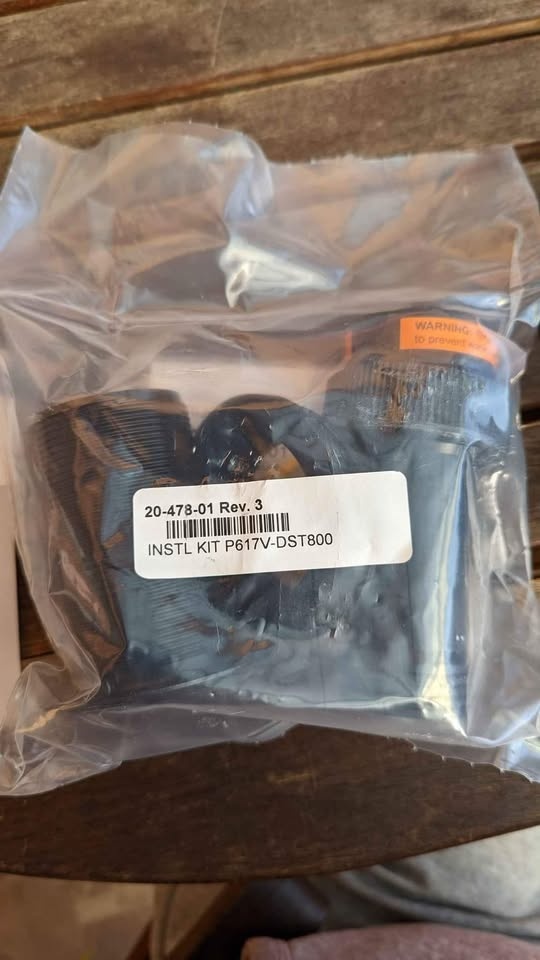 WARNING:
to prevent
20-478-01 Rev. 3
INSTL KIT P617V-DST800